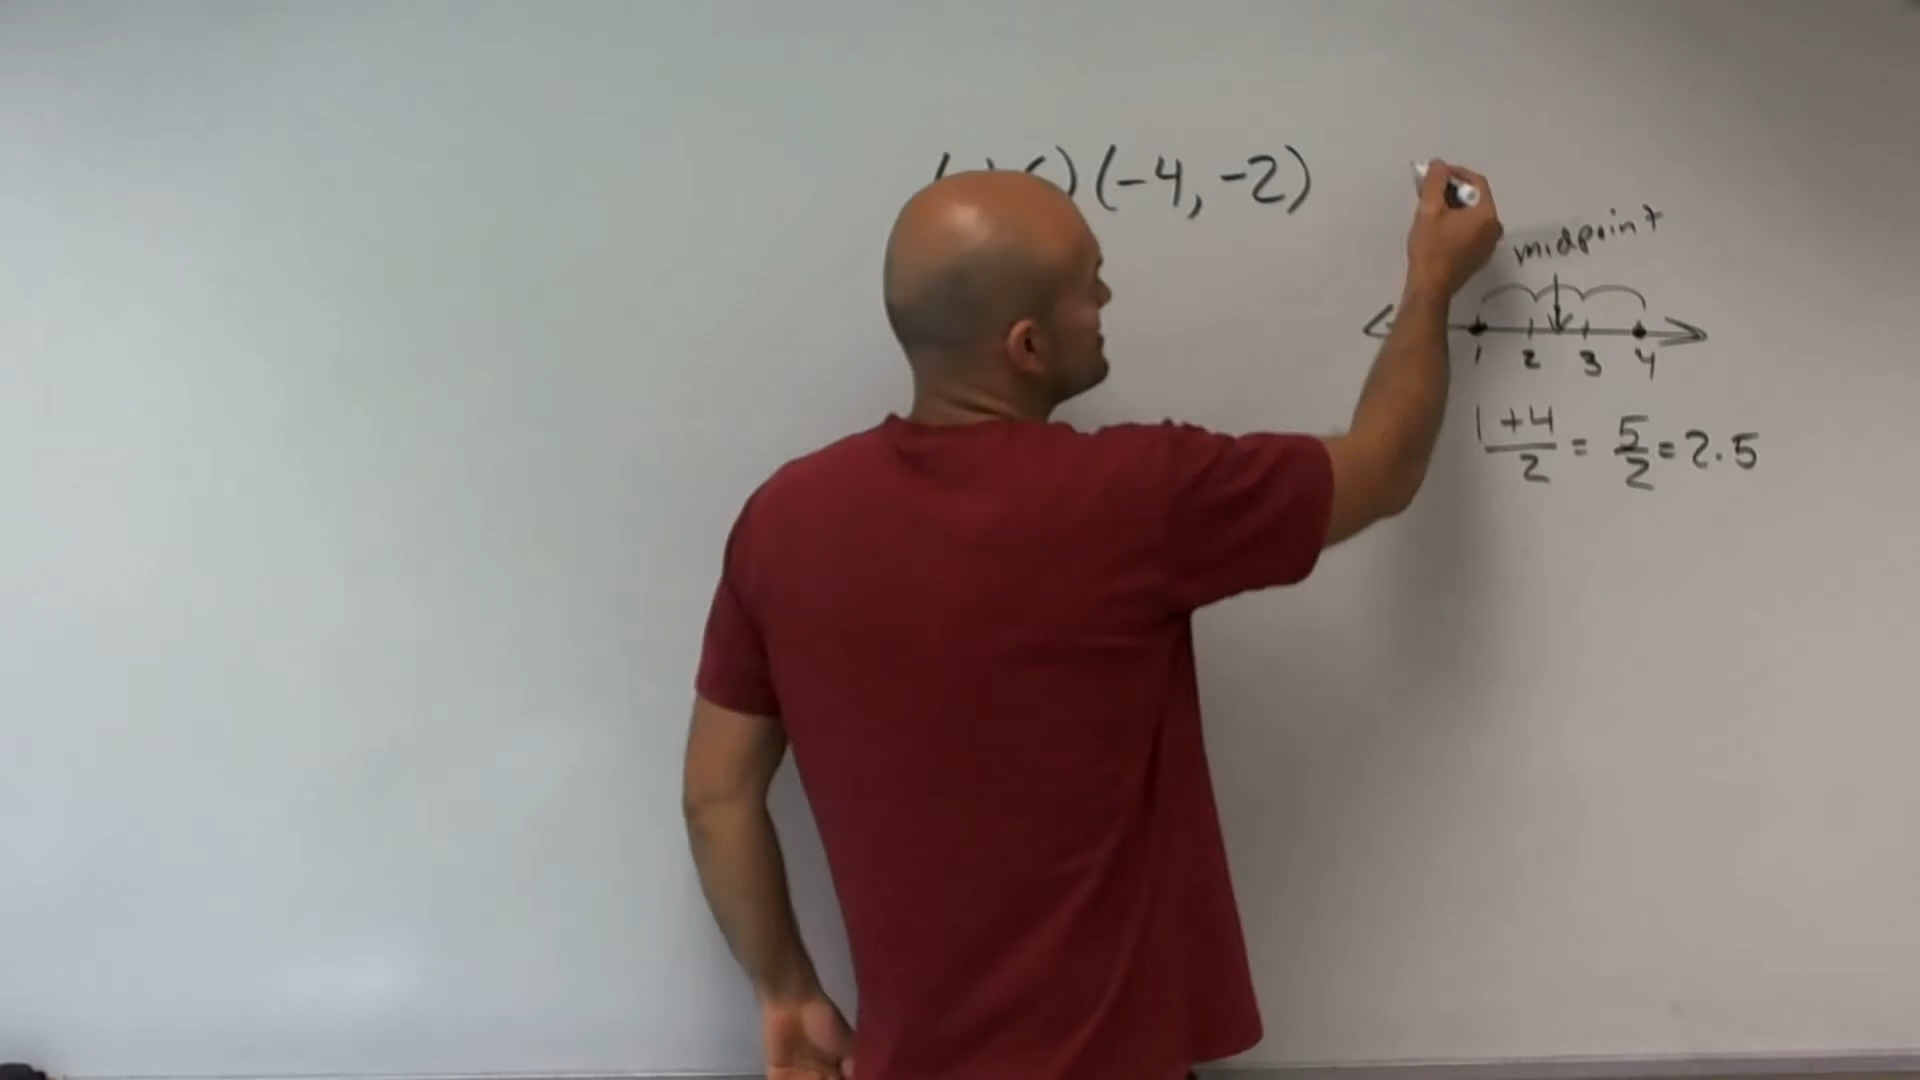 (-4, -2)
midpoint
1 2 3 4
1+4/2 = 5/2 = 2.5